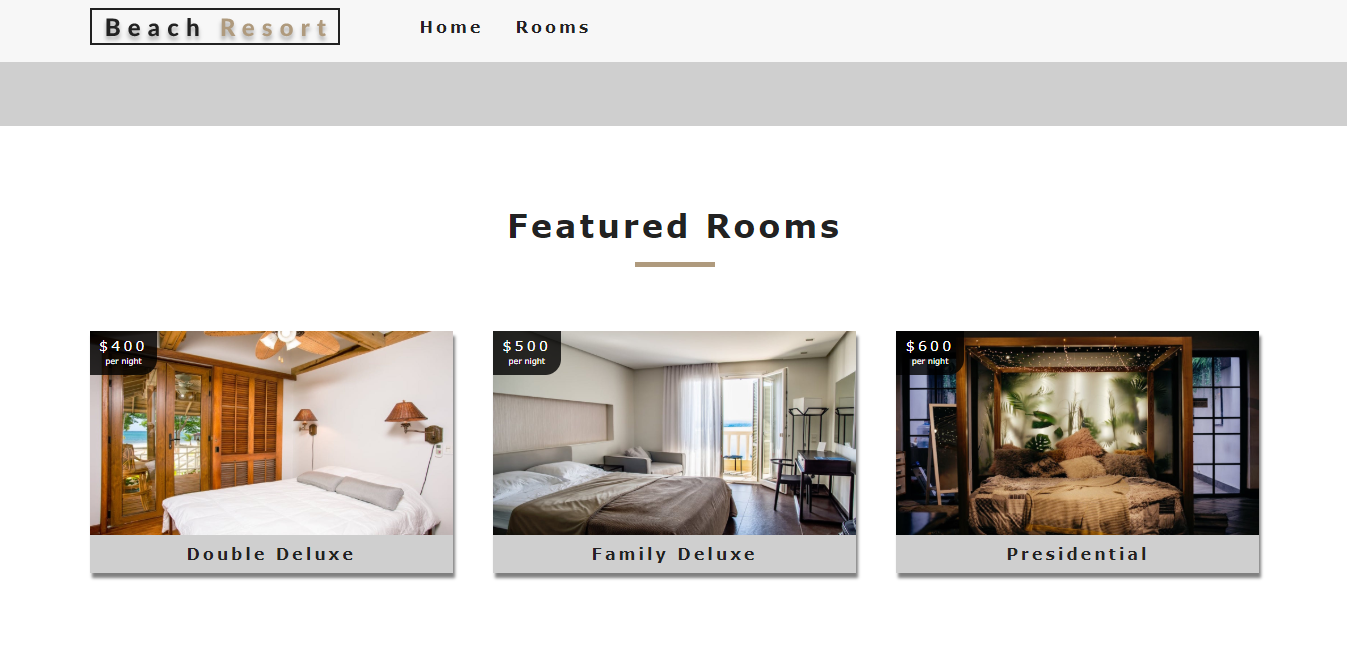 Beach Resort
Home
Rooms
Featured Rooms
$400
per night
$500
per night
$600
per night
Double Deluxe
Family Deluxe
Presidential